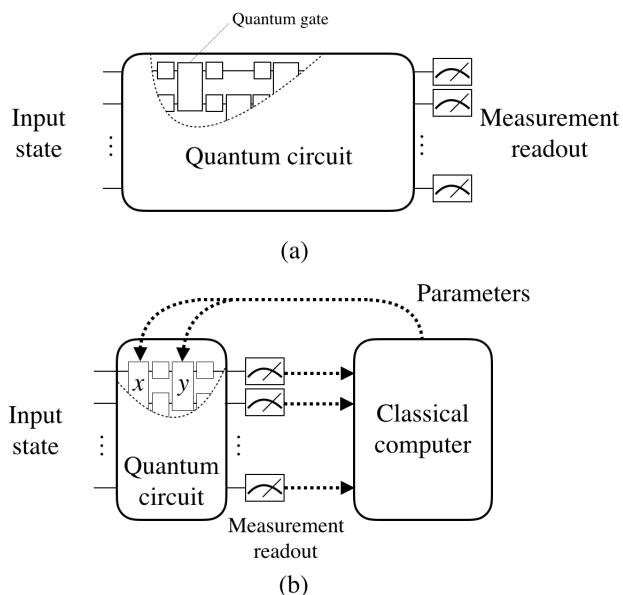 Quantum gate
Input
state
Quantum circuit
Measurement
readout
(a)
Parameters
x
y
Input
state
Quantum
circuit
Classical
computer
Measurement
readout
(b)